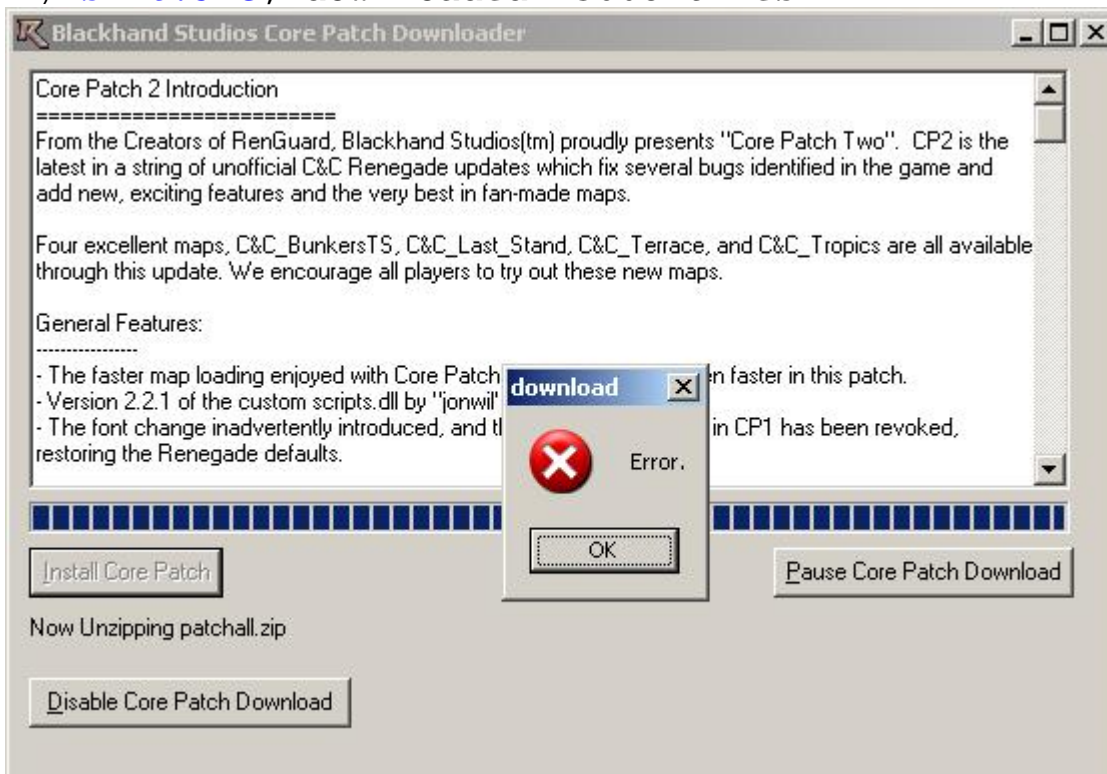 Blackhand Studios Core Patch Downloader
Core Patch 2 Introduction
=========================
From the Creators of RenGuard, Blackhand Studios(tm) proudly presents "Core Patch Two". CP2 is the
latest in a string of unofficial C&C Renegade updates which fix several bugs identified in the game and
add new, exciting features and the very best in fan-made maps.
Four excellent maps, C&C_BunkersTS, C&C_Last_Stand, C&C_Terrace, and C&C_Tropics are all available
through this update. We encourage all players to try out these new maps.
General Features:
----------------
- The faster map loading enjoyed with Core Patch en faster in this patch.
- Version 2.2.1 of the custom scripts.dll by "jonwil"
- The font change inadvertently introduced, and th in CP1 has been revoked,
restoring the Renegade defaults.
download
Error.
OK
Install Core Patch
Pause Core Patch Download
Now Unzipping patchall.zip
Disable Core Patch Download